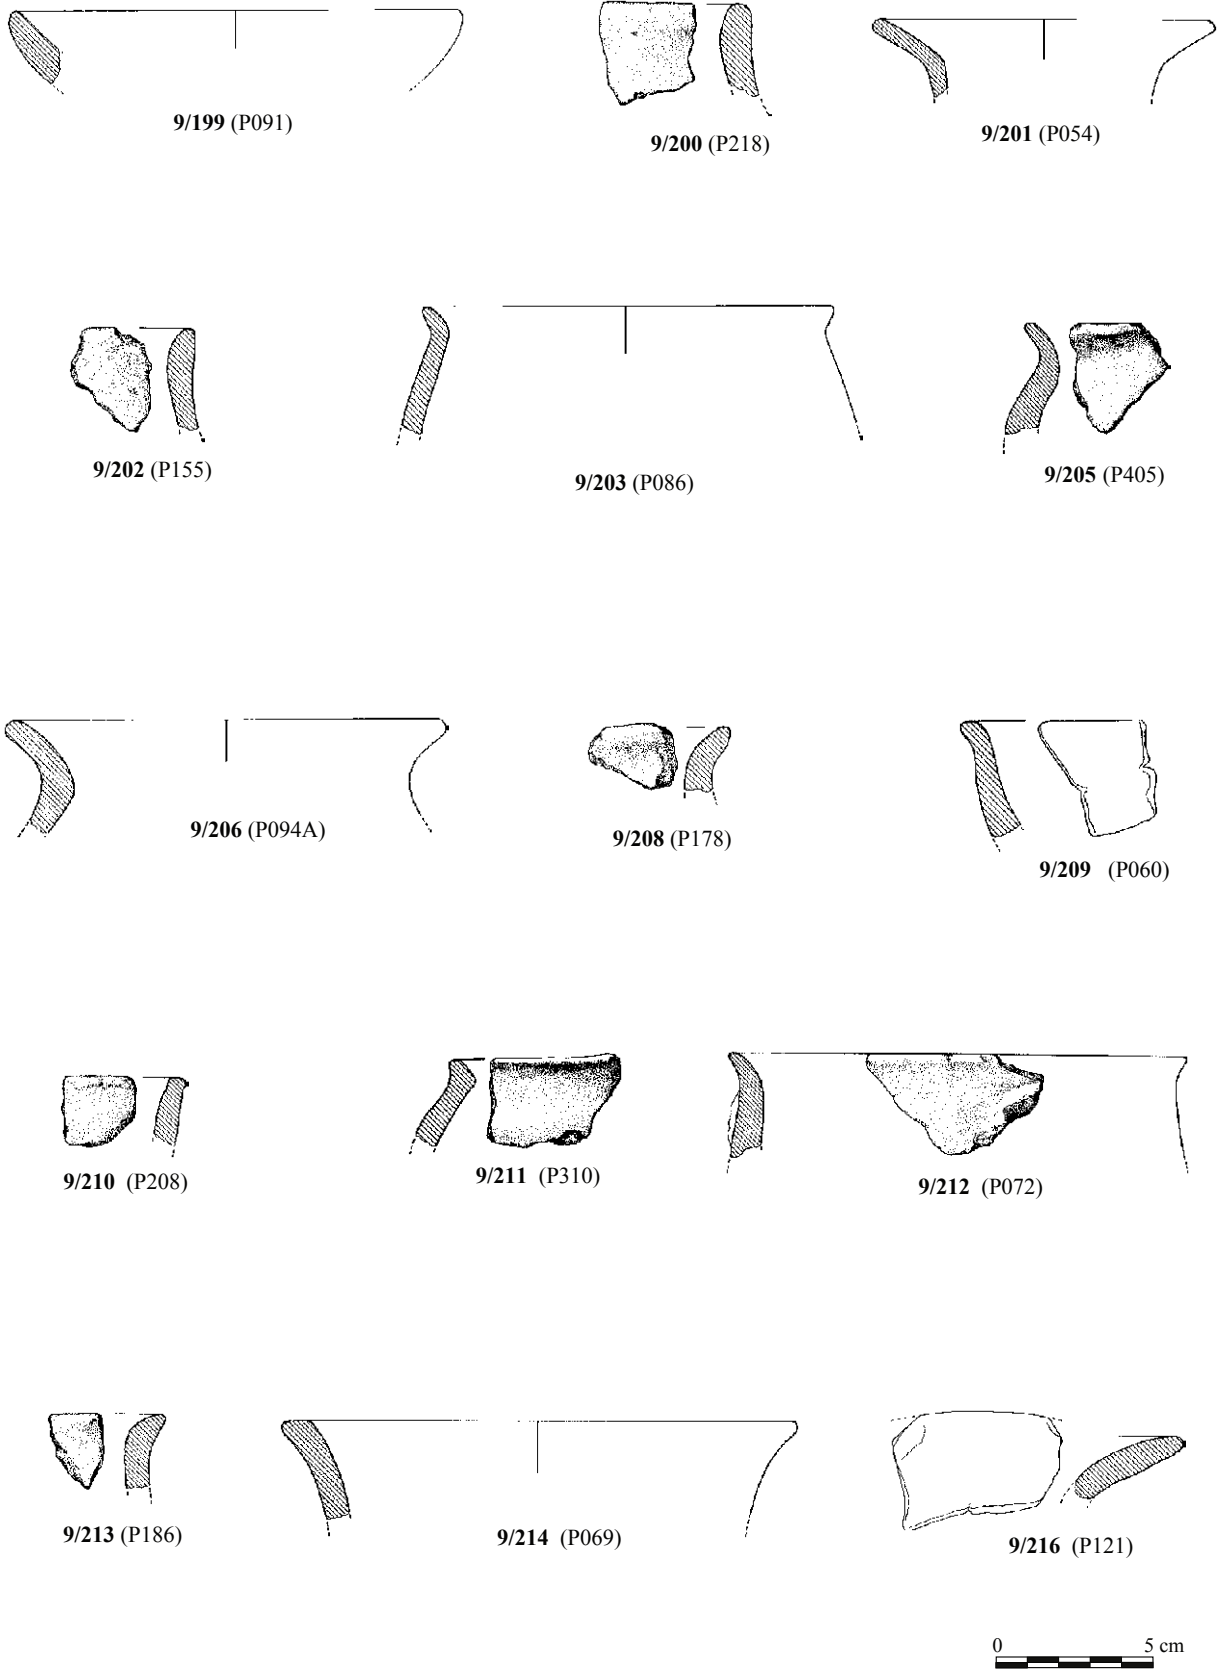 9/199 (P091)
9/200 (P218)
9/201 (P054)
9/202 (P155)
9/203 (P086)
9/205 (P405)
9/206 (P094A)
9/208 (P178)
9/209 (P060)
9/210 (P208)
9/211 (P310)
9/212 (P072)
9/213 (P186)
9/214 (P069)
9/216 (P121)
0 5 cm